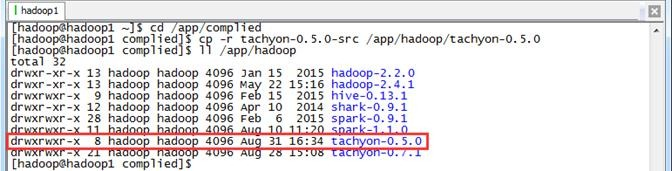 hadoop1
[hadoop@hadoop1 ~]$ cd /app/complied
[hadoop@hadoop1 complied]$ cp -r tachyon-0.5.0-src /app/hadoop/tachyon-0.5.0
[hadoop@hadoop1 complied]$ ll /app/hadoop
total 32
drwxr-xr-x 13 hadoop hadoop 4096 Jan 15  2015 hadoop-2.2.0
drwxr-xr-x 13 hadoop hadoop 4096 May 22 15:16 hadoop-2.4.1
drwxrwxr-x  9 hadoop hadoop 4096 Feb 15  2015 hive-0.13.1
drwxrwxr-x 12 hadoop hadoop 4096 Apr 10  2014 shark-0.9.1
drwxrwxr-x 28 hadoop hadoop 4096 Feb  6  2015 spark-0.9.1
drwxrwxr-x 11 hadoop hadoop 4096 Aug 10 11:20 spark-1.1.0
drwxrwxr-x  8 hadoop hadoop 4096 Aug 31 16:34 tachyon-0.5.0
drwxrwxr-x 21 hadoop hadoop 4096 Aug 28 15:08 tachyon-0.7.1
[hadoop@hadoop1 complied]$